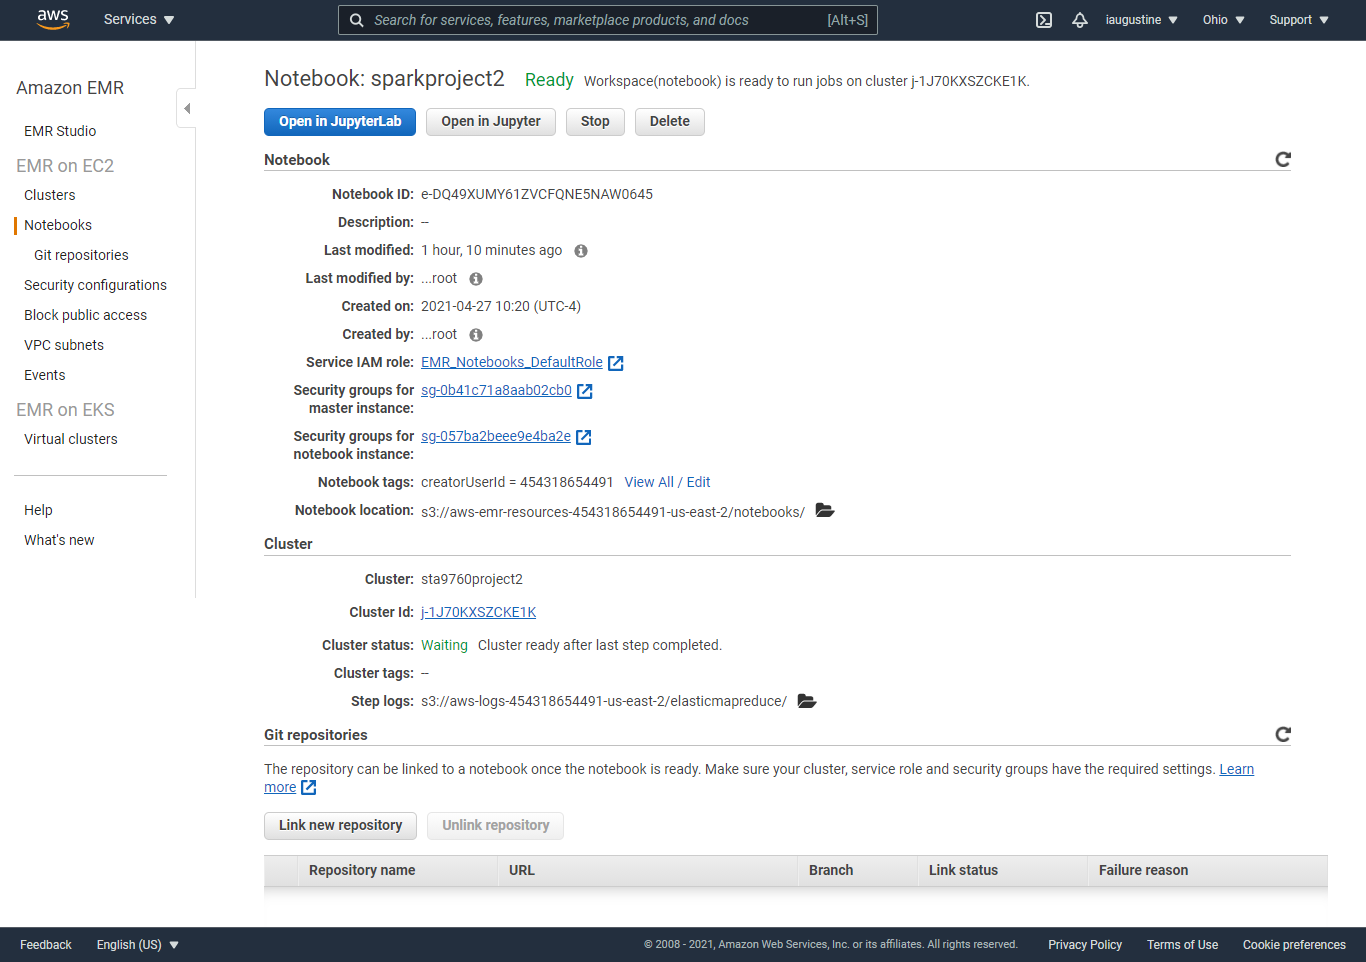 aws
Services
Search for services, features, marketplace products, and docs [Alt+S]
iaugustine
Ohio
Support
Amazon EMR
EMR Studio
EMR on EC2
Clusters
Notebooks
Git repositories
Security configurations
Block public access
VPC subnets
Events
EMR on EKS
Virtual clusters
Help
What's new
Notebook: sparkproject2 Ready Workspace(notebook) is ready to run jobs on cluster j-1J70KXSZCKE1K.
Open in JupyterLab Open in Jupyter Stop Delete
Notebook
Notebook ID: e-DQ49XUMY61ZVCFQNE5NAW0645
Description: --
Last modified: 1 hour, 10 minutes ago
Last modified by: ...root
Created on: 2021-04-27 10:20 (UTC-4)
Created by: ...root
Service IAM role: EMR_Notebooks_DefaultRole
Security groups for sg-0b41c71a8aab02cb0
master instance:
Security groups for sg-057ba2beee9e4ba2e
notebook instance:
Notebook tags: creatorUserId = 454318654491 View All / Edit
Notebook location: s3://aws-emr-resources-454318654491-us-east-2/notebooks/
Cluster
Cluster: sta9760project2
Cluster Id: j-1J70KXSZCKE1K
Cluster status: Waiting Cluster ready after last step completed.
Cluster tags: --
Step logs: s3://aws-logs-454318654491-us-east-2/elasticmapreduce/
Git repositories
The repository can be linked to a notebook once the notebook is ready. Make sure your cluster, service role and security groups have the required settings. Learn
more
Link new repository Unlink repository
Repository name URL Branch Link status Failure reason
Feedback English (US) © 2008 - 2021, Amazon Web Services, Inc. or its affiliates. All rights reserved. Privacy Policy Terms of Use Cookie preferences